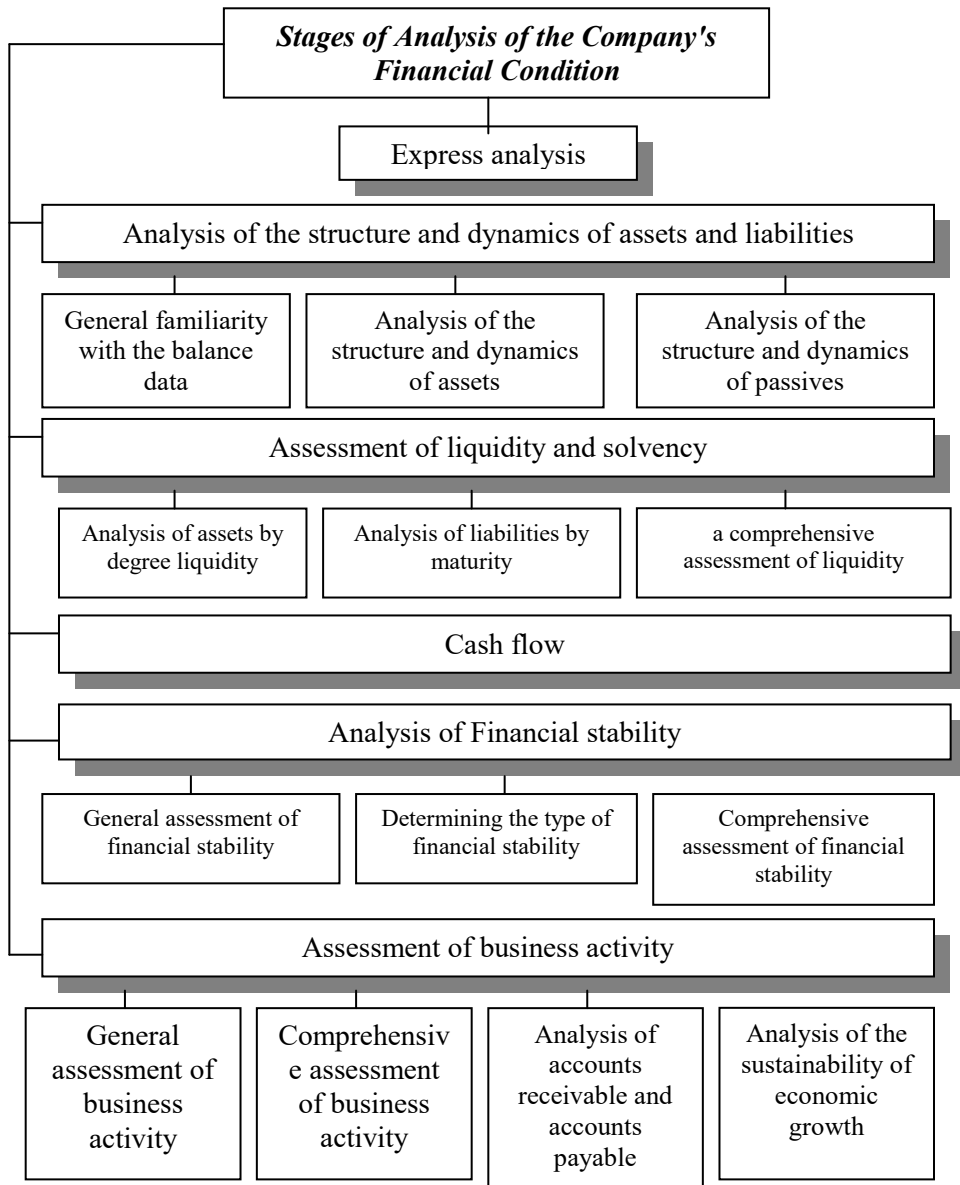 Stages of Analysis of the Company's
Financial Condition
Express analysis
Analysis of the structure and dynamics of assets and liabilities
General familiarity
with the balance
data
Analysis of the
structure and dynamics
of assets
Analysis of the
structure and dynamics
of passives
Assessment of liquidity and solvency
Analysis of assets by
degree liquidity
Analysis of liabilities by
maturity
a comprehensive
assessment of liquidity
Cash flow
Analysis of Financial stability
General assessment of
financial stability
Determining the type of
financial stability
Comprehensive
assessment of financial
stability
Assessment of business activity
General
assessment of
business
activity
Comprehensiv
e assessment
of business
activity
Analysis of
accounts
receivable and
accounts
payable
Analysis of the
sustainability of
economic
growth